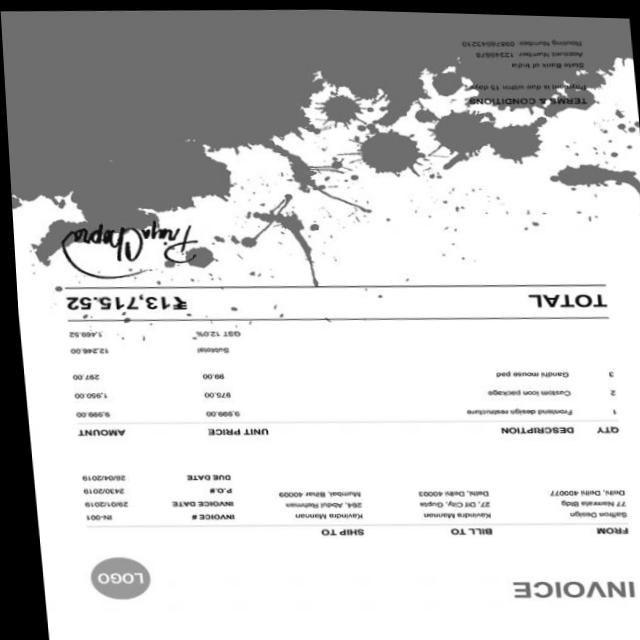 INVOICE
LOGO
FROM
Saffron Design
77 Namrata Bldg
Delhi, Delhi 400077
BILL TO
Kavindra Mannan
27, Dlf City, Gupta
Delhi, Delhi 40003
SHIP TO
Kavindra Mannan
264, Abdul Rehman
Mumbai, Bihar 40009
INVOICE # IN-001
INVOICE DATE 29/01/2019
P.O.# 2430/2019
DUE DATE 26/04/2019
QTY DESCRIPTION UNIT PRICE AMOUNT
1 Frontend design restructure 9,999.00 9,999.00
2 Custom icon package 975.00 1,950.00
3 Gandhi mouse pad 99.00 297.00
Subtotal 12,246.00
GST 12.0% 1,469.52
TOTAL ₹13,715.52
Priya Chopra
TERMS & CONDITIONS
Payment is due within 15 days
State Bank of India
Account Number: 12345678
Routing Number: 09876543210